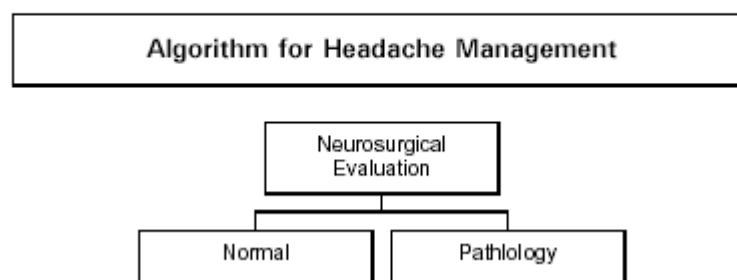 Algorithm for Headache Management
Neurosurgical
Evaluation
Normal
Pathlology